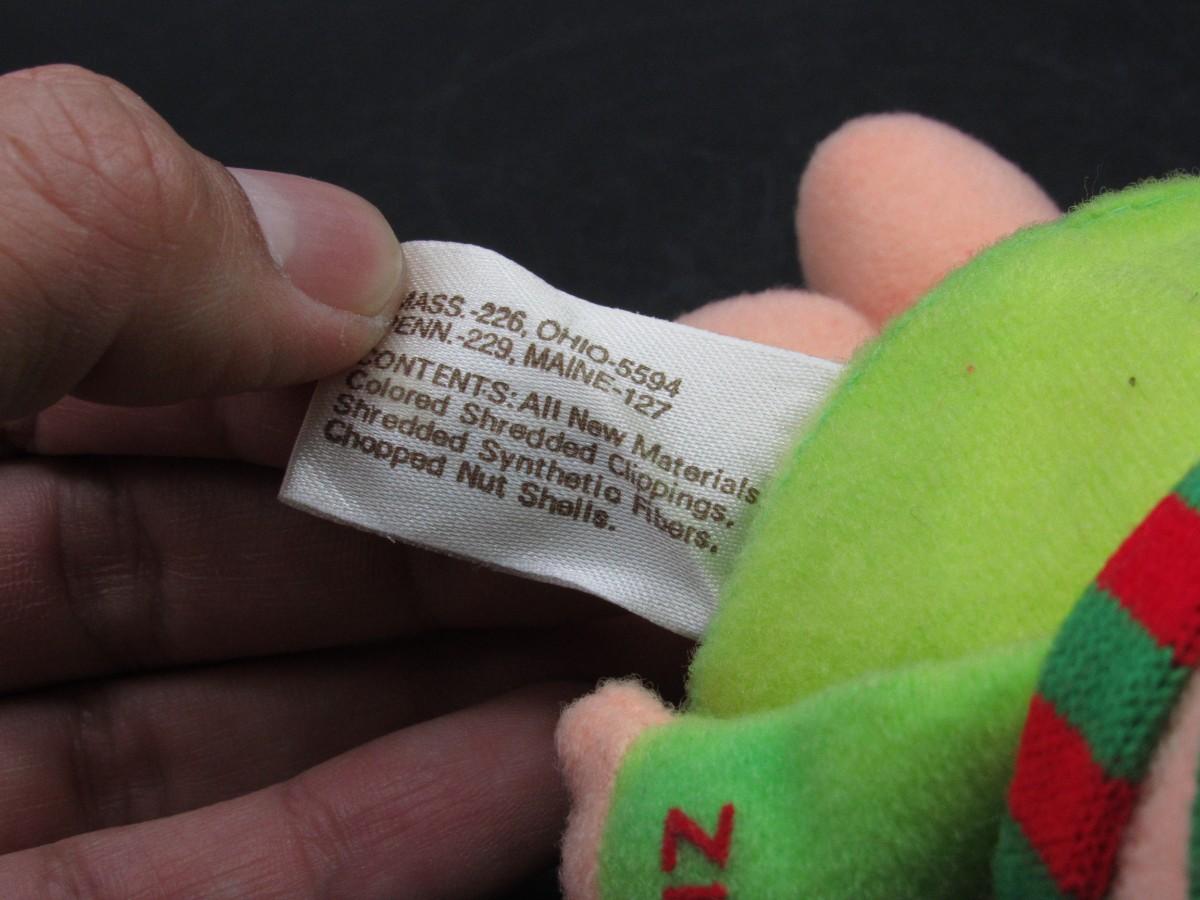 MASS.-226, OHIO-5594
PENN.-229, MAINE-127
CONTENTS: All New Materials
Colored Shredded Clippings,
Shredded Synthetic Fibers,
Chopped Nut Shells.